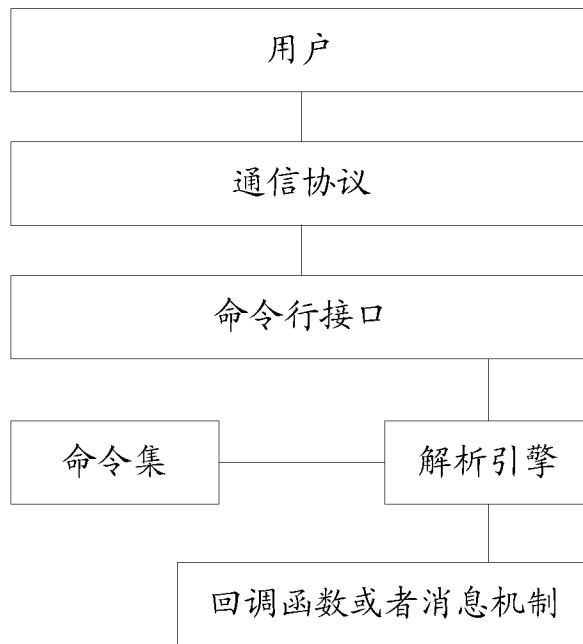 用户
通信协议
命令行接口
命令集
解析引擎
回调函数或者消息机制